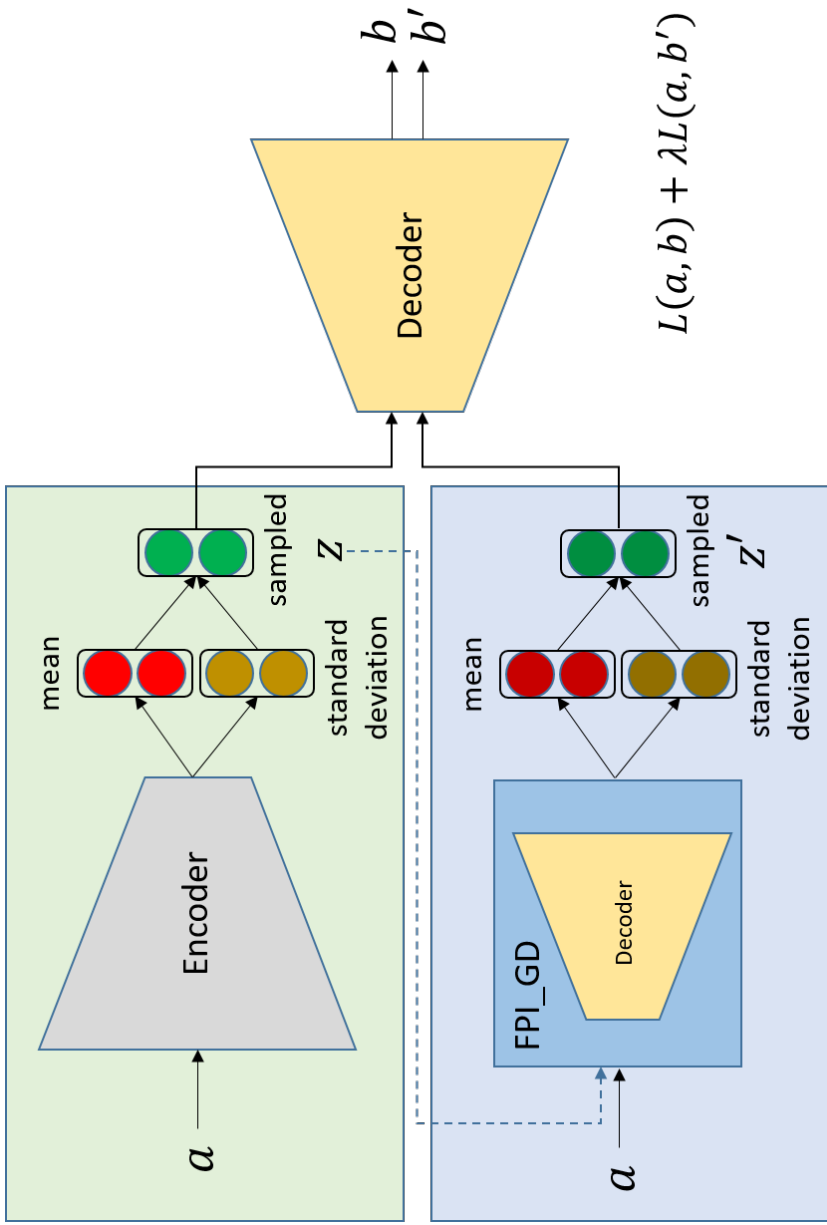 a
Encoder
mean
standard
deviation
sampled
z
a
FPI_GD
Decoder
mean
standard
deviation
sampled
z′
Decoder
b
b′
L(a, b) + λL(a, b′)